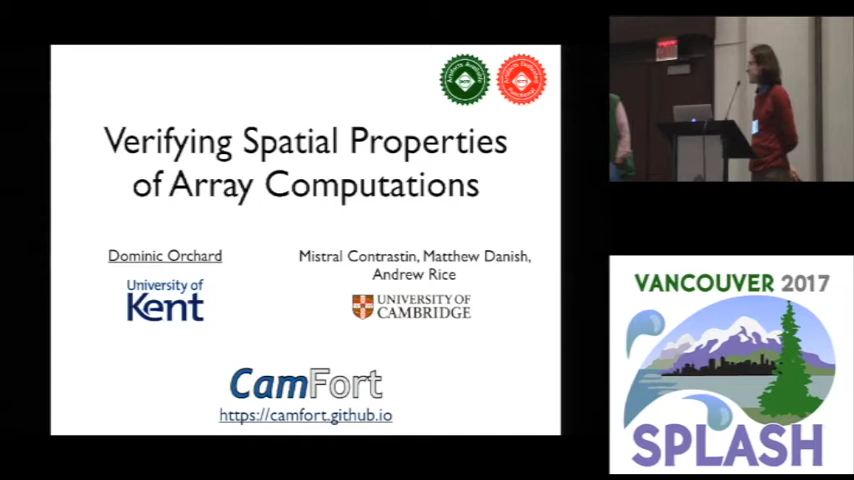 Verifying Spatial Properties
of Array Computations
Dominic Orchard
University of
Kent
Mistral Contrastin, Matthew Danish,
Andrew Rice
UNIVERSITY OF
CAMBRIDGE
CamFort
https://camfort.github.io
VANCOUVER 2017
SPLASH